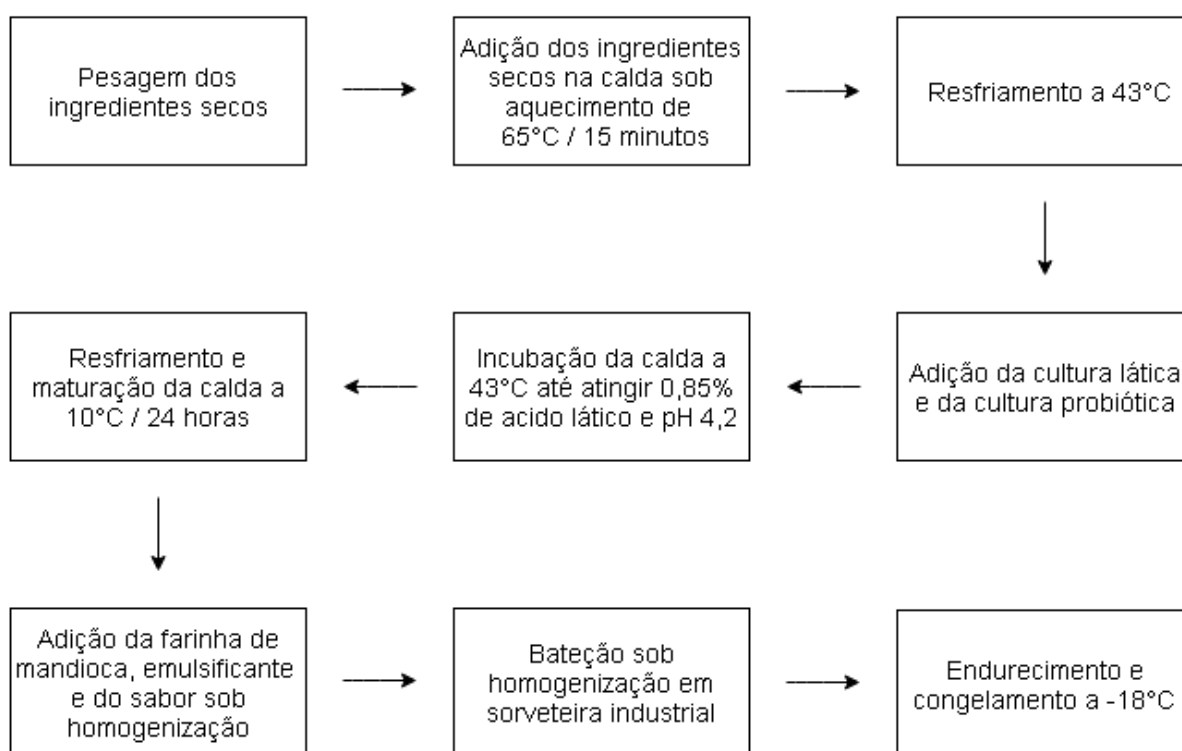 Pesagem dos
ingredientes secos
Adição dos ingredientes
secos na calda sob
aquecimento de
65°C / 15 minutos
Resfriamento a 43°C
Adição da cultura lática
e da cultura probiótica
Incubação da calda a
43°C até atingir 0,85%
de acido lático e pH 4,2
Resfriamento e
maturação da calda a
10°C / 24 horas
Adição da farinha de
mandioca, emulsificante
e do sabor sob
homogenização
Bateção sob
homogenização em
sorveteira industrial
Endurecimento e
congelamento a -18°C